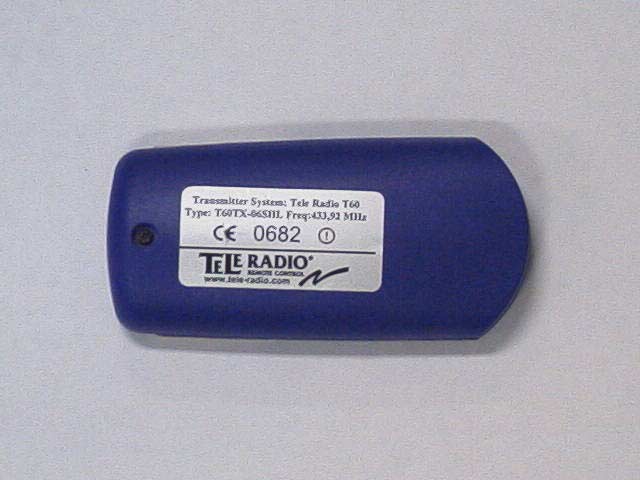 Transmitter System: Tele Radio T60
Type: T60TX-06SHL Freq:433,92 MHz
CE 0682 !
TELE RADIO®
REMOTE CONTROL
www.tele-radio.com